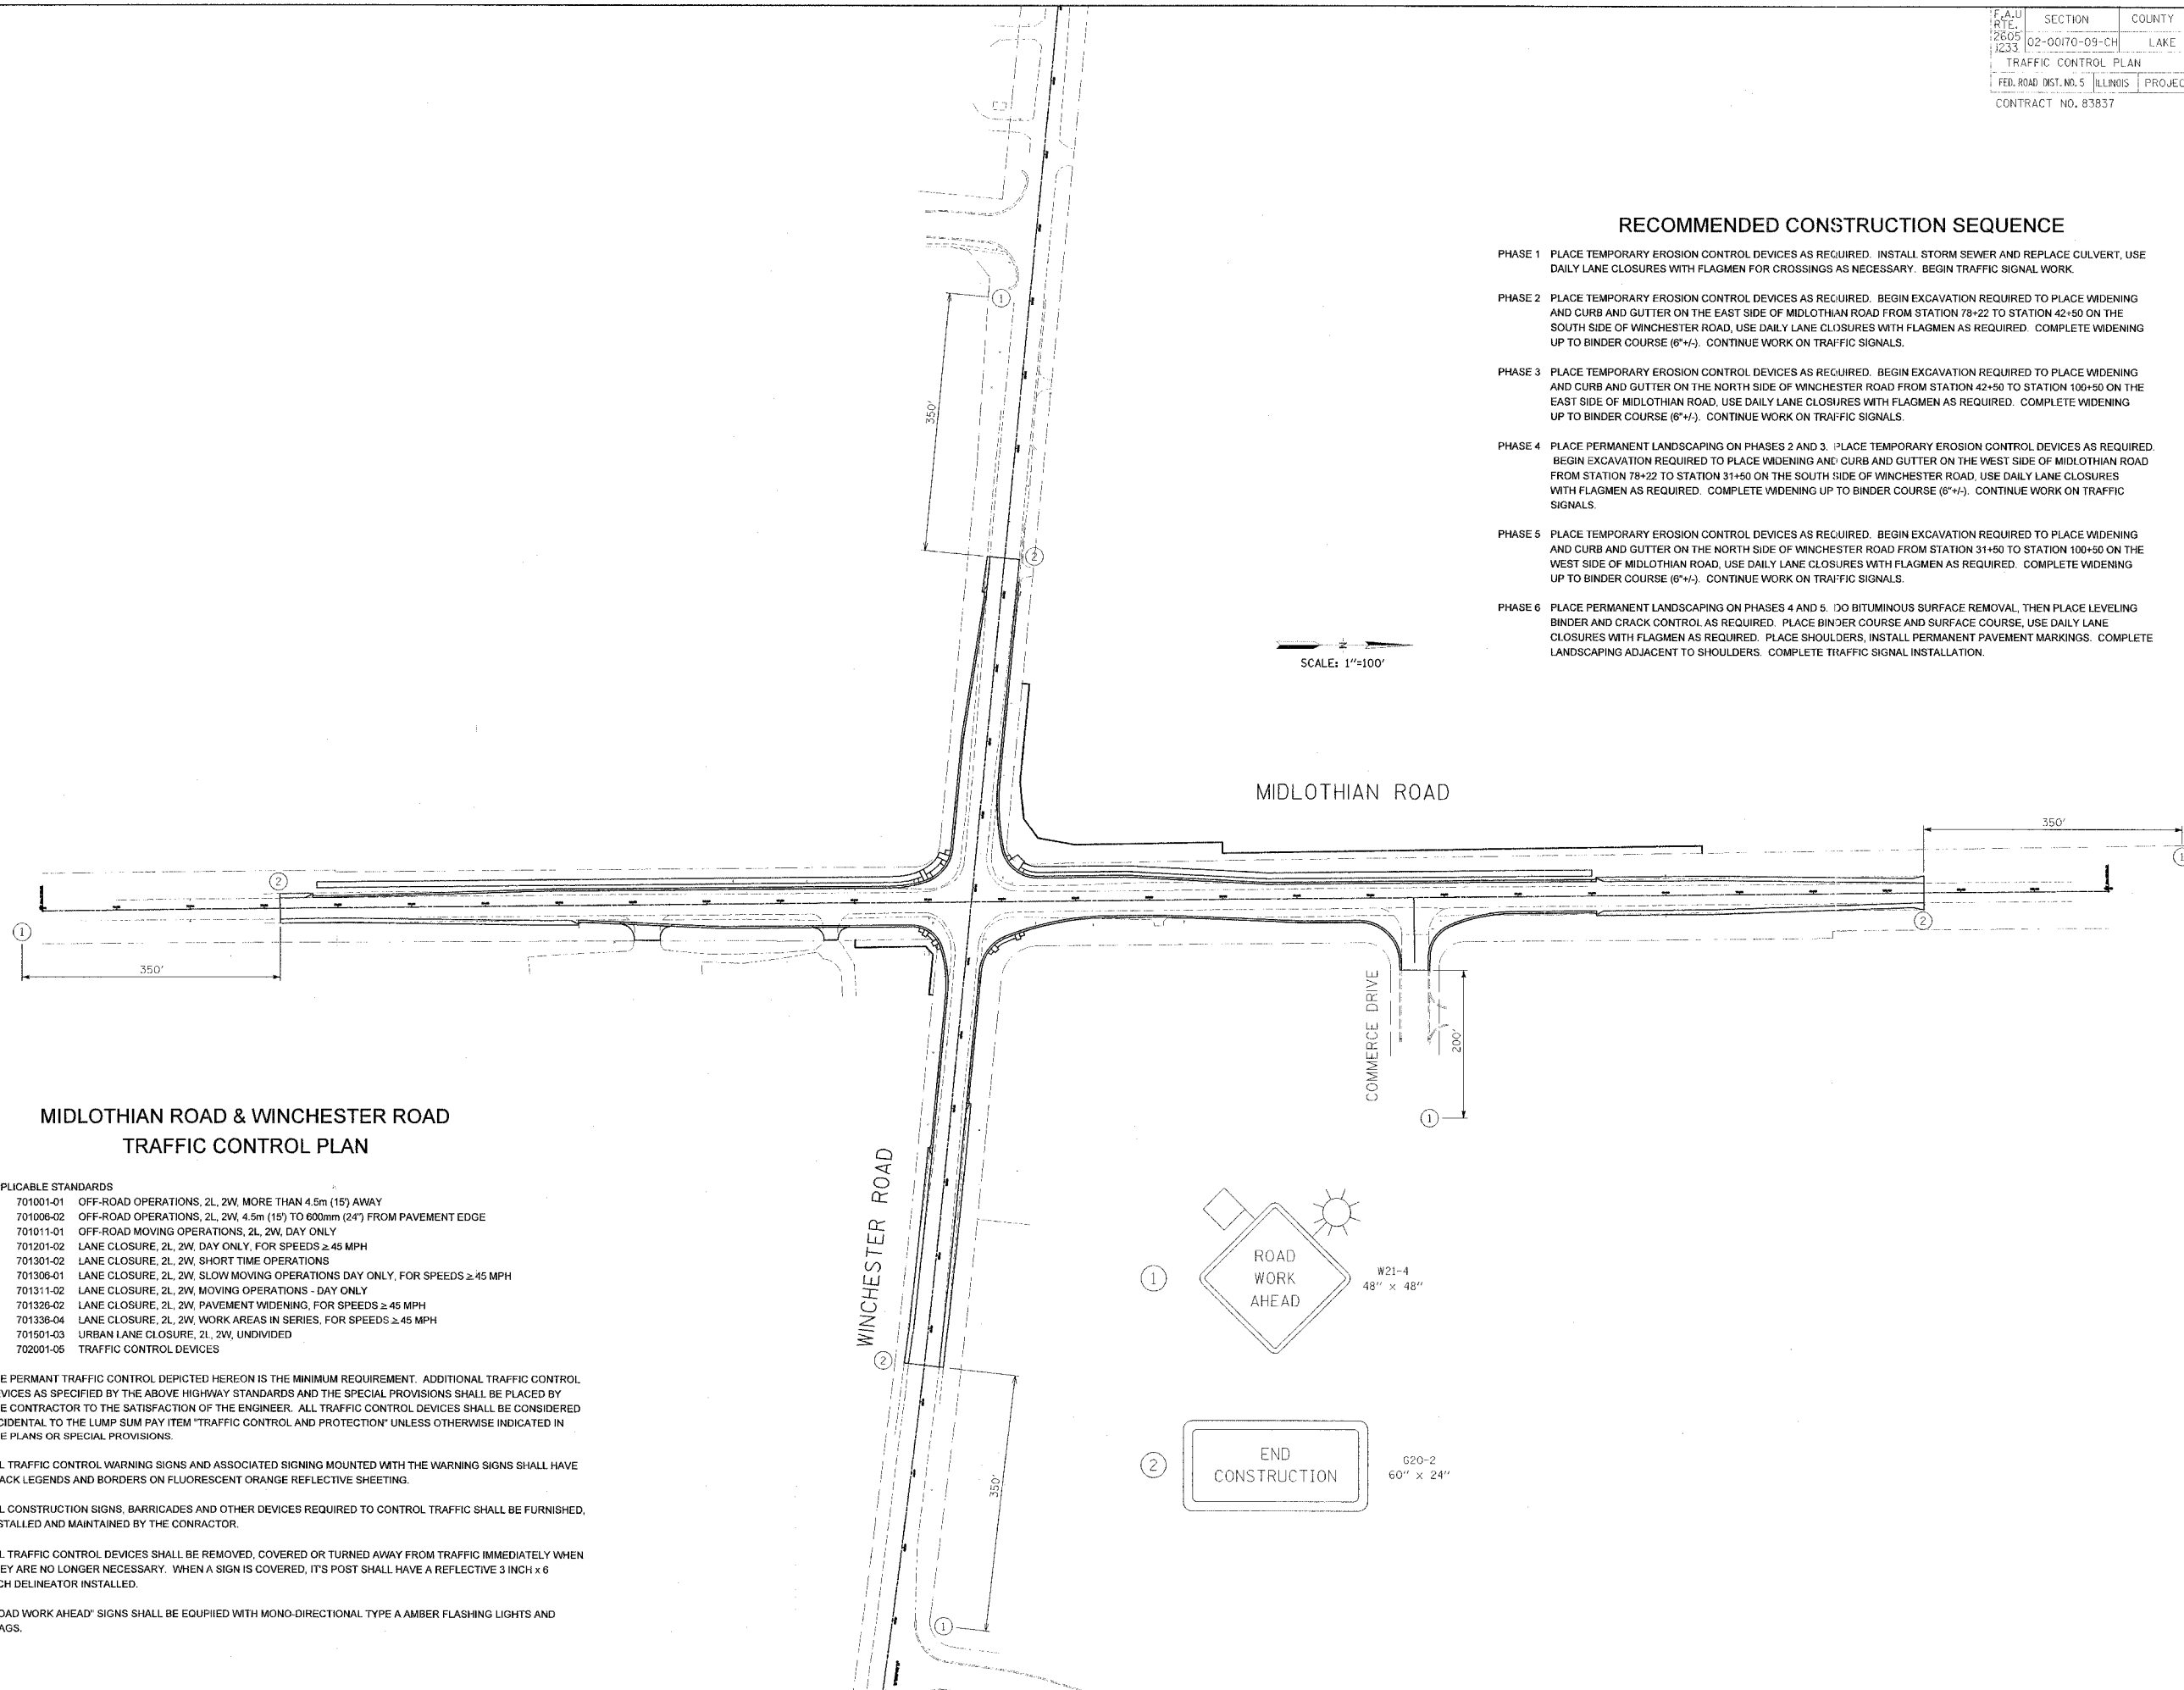 F.A.U
RTE.
SECTION
COUNTY
2605
1233
02-00170-09-CH
LAKE
TRAFFIC CONTROL PLAN
FED. ROAD DIST. NO. 5 ILLINOIS PROJEC
CONTRACT NO. 83837
RECOMMENDED CONSTRUCTION SEQUENCE
PHASE 1 PLACE TEMPORARY EROSION CONTROL DEVICES AS REQUIRED. INSTALL STORM SEWER AND REPLACE CULVERT, USE
DAILY LANE CLOSURES WITH FLAGMEN FOR CROSSINGS AS NECESSARY. BEGIN TRAFFIC SIGNAL WORK.
PHASE 2 PLACE TEMPORARY EROSION CONTROL DEVICES AS REQUIRED. BEGIN EXCAVATION REQUIRED TO PLACE WIDENING
AND CURB AND GUTTER ON THE EAST SIDE OF MIDLOTHIAN ROAD FROM STATION 78+22 TO STATION 42+50 ON THE
SOUTH SIDE OF WINCHESTER ROAD, USE DAILY LANE CLOSURES WITH FLAGMEN AS REQUIRED. COMPLETE WIDENING
UP TO BINDER COURSE (6"+/-). CONTINUE WORK ON TRAFFIC SIGNALS.
PHASE 3 PLACE TEMPORARY EROSION CONTROL DEVICES AS REQUIRED. BEGIN EXCAVATION REQUIRED TO PLACE WIDENING
AND CURB AND GUTTER ON THE NORTH SIDE OF WINCHESTER ROAD FROM STATION 42+50 TO STATION 100+50 ON THE
EAST SIDE OF MIDLOTHIAN ROAD, USE DAILY LANE CLOSURES WITH FLAGMEN AS REQUIRED. COMPLETE WIDENING
UP TO BINDER COURSE (6"+/-). CONTINUE WORK ON TRAFFIC SIGNALS.
PHASE 4 PLACE PERMANENT LANDSCAPING ON PHASES 2 AND 3. PLACE TEMPORARY EROSION CONTROL DEVICES AS REQUIRED.
BEGIN EXCAVATION REQUIRED TO PLACE WIDENING AND CURB AND GUTTER ON THE WEST SIDE OF MIDLOTHIAN ROAD
FROM STATION 78+22 TO STATION 31+50 ON THE SOUTH SIDE OF WINCHESTER ROAD, USE DAILY LANE CLOSURES
WITH FLAGMEN AS REQUIRED. COMPLETE WIDENING UP TO BINDER COURSE (6"+/-). CONTINUE WORK ON TRAFFIC
SIGNALS.
PHASE 5 PLACE TEMPORARY EROSION CONTROL DEVICES AS REQUIRED. BEGIN EXCAVATION REQUIRED TO PLACE WIDENING
AND CURB AND GUTTER ON THE NORTH SIDE OF WINCHESTER ROAD FROM STATION 31+50 TO STATION 100+50 ON THE
WEST SIDE OF MIDLOTHIAN ROAD, USE DAILY LANE CLOSURES WITH FLAGMEN AS REQUIRED. COMPLETE WIDENING
UP TO BINDER COURSE (6"+/-). CONTINUE WORK ON TRAFFIC SIGNALS.
PHASE 6 PLACE PERMANENT LANDSCAPING ON PHASES 4 AND 5. DO BITUMINOUS SURFACE REMOVAL, THEN PLACE LEVELING
BINDER AND CRACK CONTROL AS REQUIRED. PLACE BINDER COURSE AND SURFACE COURSE, USE DAILY LANE
CLOSURES WITH FLAGMEN AS REQUIRED. PLACE SHOULDERS, INSTALL PERMANENT PAVEMENT MARKINGS. COMPLETE
LANDSCAPING ADJACENT TO SHOULDERS. COMPLETE TRAFFIC SIGNAL INSTALLATION.
1
350'
2
N
SCALE: 1"=100'
MIDLOTHIAN ROAD
350'
1
2
1
350'
2
COMMERCE DRIVE
200'
1
MIDLOTHIAN ROAD & WINCHESTER ROAD
TRAFFIC CONTROL PLAN
PLICABLE STANDARDS
701001-01 OFF-ROAD OPERATIONS, 2L, 2W, MORE THAN 4.5m (15') AWAY
701006-02 OFF-ROAD OPERATIONS, 2L, 2W, 4.5m (15') TO 600mm (24") FROM PAVEMENT EDGE
701011-01 OFF-ROAD MOVING OPERATIONS, 2L, 2W, DAY ONLY
701201-02 LANE CLOSURE, 2L, 2W, DAY ONLY, FOR SPEEDS ≥ 45 MPH
701301-02 LANE CLOSURE, 2L, 2W, SHORT TIME OPERATIONS
701306-01 LANE CLOSURE, 2L, 2W, SLOW MOVING OPERATIONS DAY ONLY, FOR SPEEDS ≥ 45 MPH
701311-02 LANE CLOSURE, 2L, 2W, MOVING OPERATIONS - DAY ONLY
701326-02 LANE CLOSURE, 2L, 2W, PAVEMENT WIDENING, FOR SPEEDS ≥ 45 MPH
701336-04 LANE CLOSURE, 2L, 2W, WORK AREAS IN SERIES, FOR SPEEDS ≥ 45 MPH
701501-03 URBAN LANE CLOSURE, 2L, 2W, UNDIVIDED
702001-05 TRAFFIC CONTROL DEVICES
E PERMANT TRAFFIC CONTROL DEPICTED HEREON IS THE MINIMUM REQUIREMENT. ADDITIONAL TRAFFIC CONTROL
VICES AS SPECIFIED BY THE ABOVE HIGHWAY STANDARDS AND THE SPECIAL PROVISIONS SHALL BE PLACED BY
E CONTRACTOR TO THE SATISFACTION OF THE ENGINEER. ALL TRAFFIC CONTROL DEVICES SHALL BE CONSIDERED
CIDENTAL TO THE LUMP SUM PAY ITEM "TRAFFIC CONTROL AND PROTECTION" UNLESS OTHERWISE INDICATED IN
E PLANS OR SPECIAL PROVISIONS.
L TRAFFIC CONTROL WARNING SIGNS AND ASSOCIATED SIGNING MOUNTED WITH THE WARNING SIGNS SHALL HAVE
ACK LEGENDS AND BORDERS ON FLUORESCENT ORANGE REFLECTIVE SHEETING.
L CONSTRUCTION SIGNS, BARRICADES AND OTHER DEVICES REQUIRED TO CONTROL TRAFFIC SHALL BE FURNISHED,
STALLED AND MAINTAINED BY THE CONRACTOR.
L TRAFFIC CONTROL DEVICES SHALL BE REMOVED, COVERED OR TURNED AWAY FROM TRAFFIC IMMEDIATELY WHEN
EY ARE NO LONGER NECESSARY. WHEN A SIGN IS COVERED, IT'S POST SHALL HAVE A REFLECTIVE 3 INCH x 6
CH DELINEATOR INSTALLED.
OAD WORK AHEAD" SIGNS SHALL BE EQUPIIED WITH MONO-DIRECTIONAL TYPE A AMBER FLASHING LIGHTS AND
AGS.
WINCHESTER ROAD
2
350'
1
1
ROAD
WORK
AHEAD
W21-4
48" x 48"
2
END
CONSTRUCTION
G20-2
60" x 24"